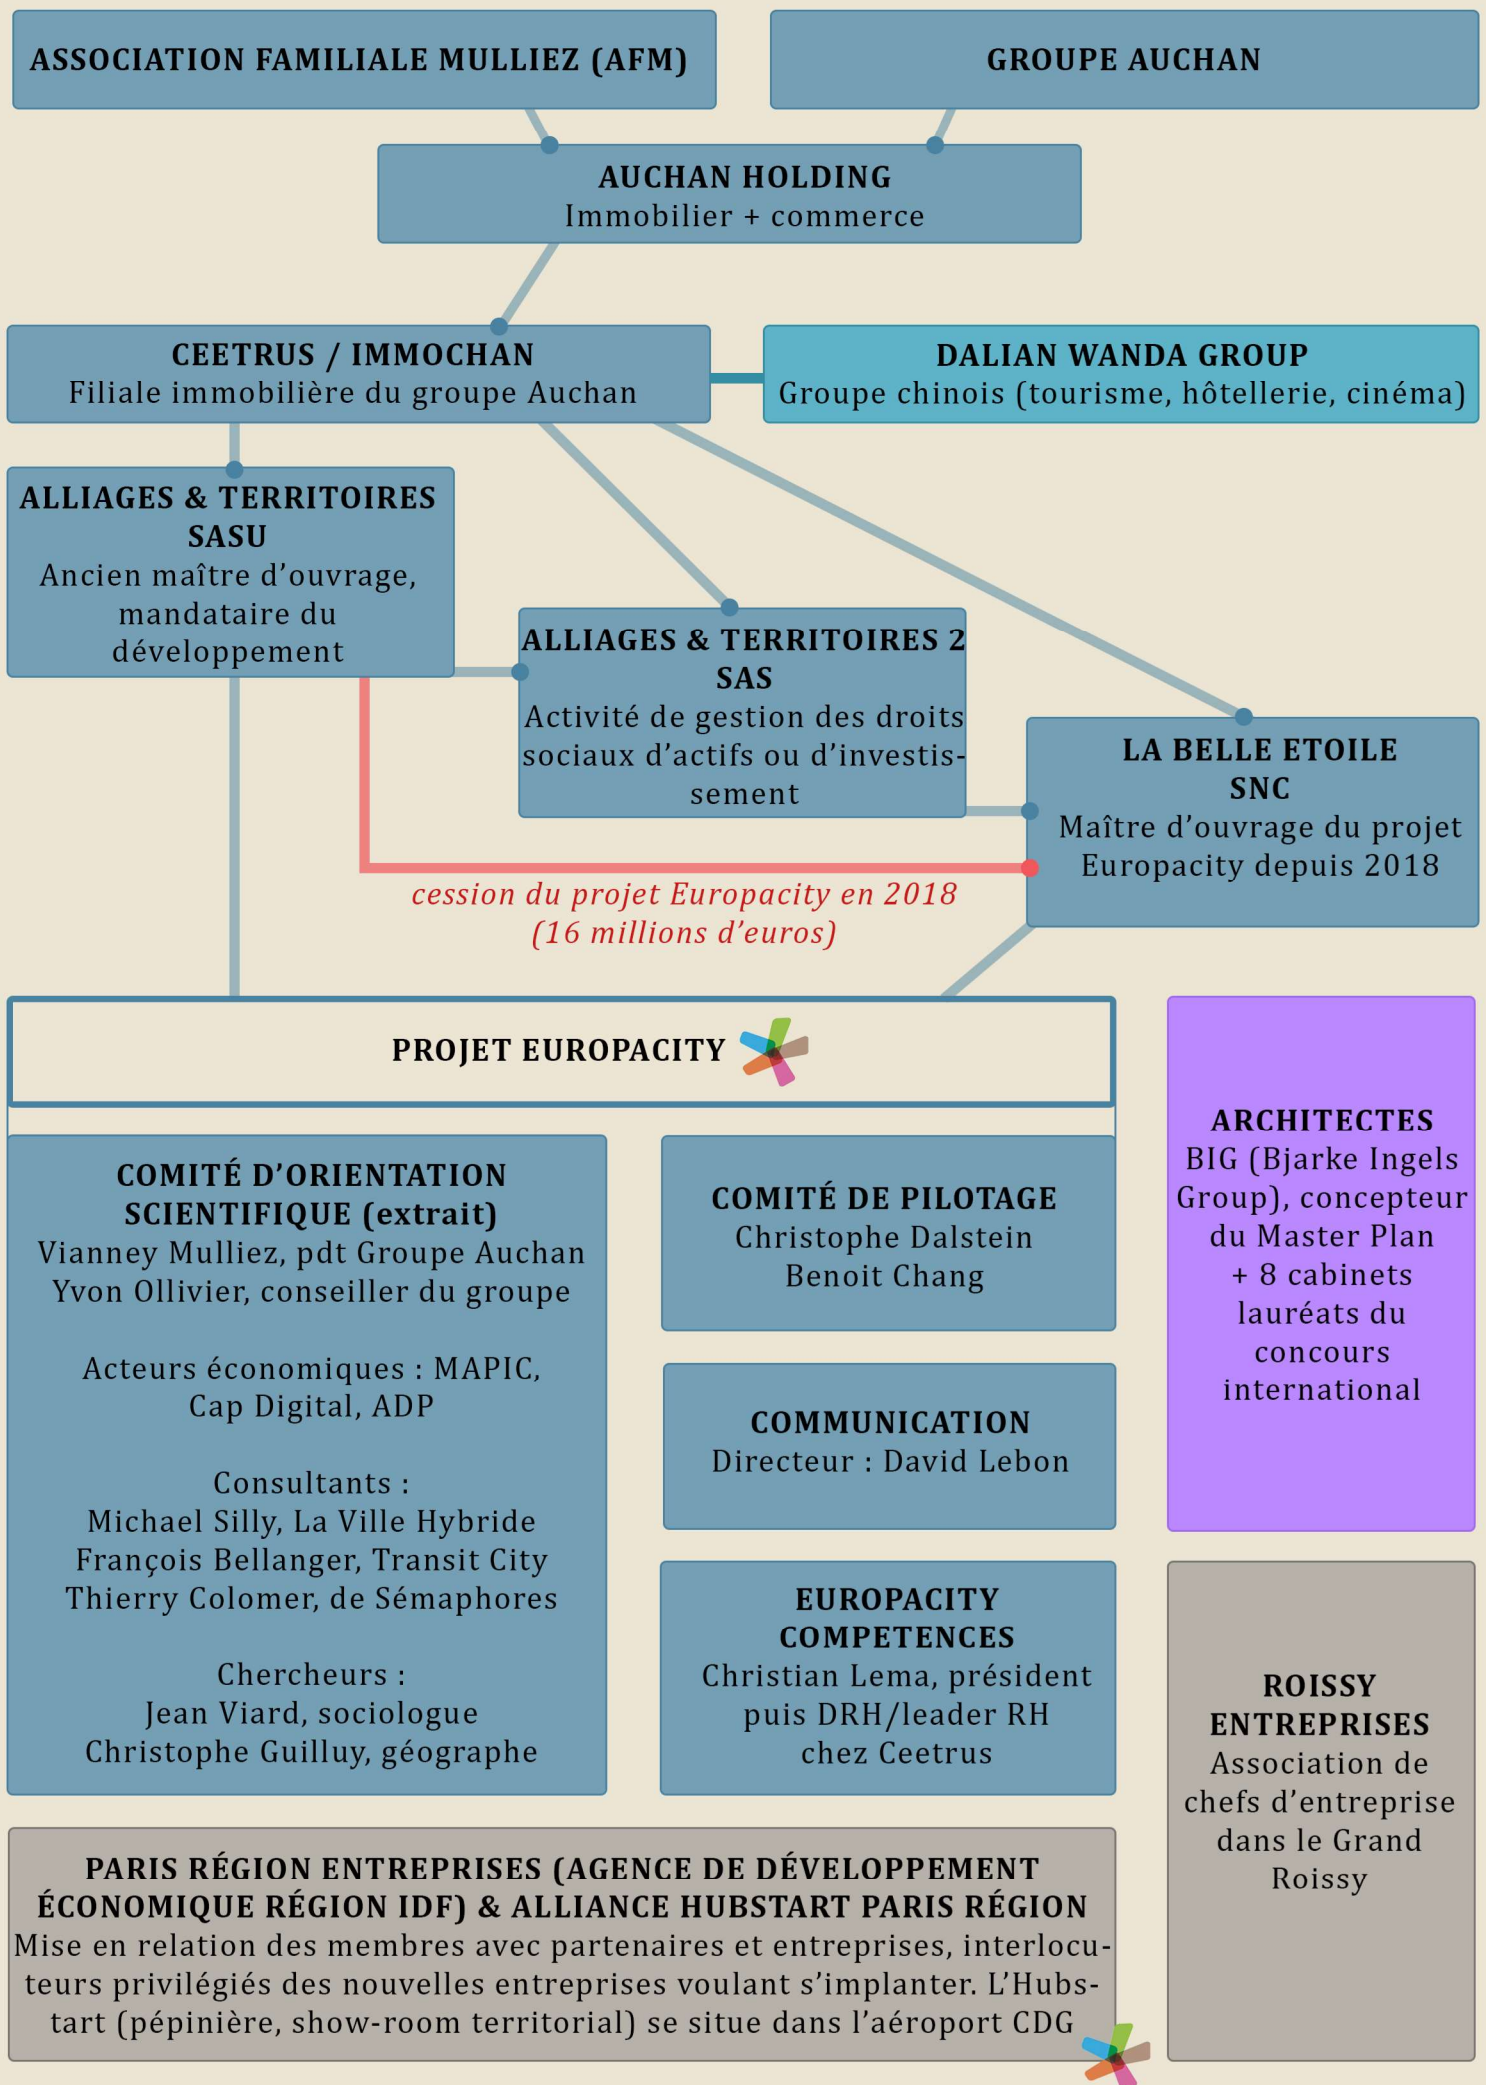 ASSOCIATION FAMILIALE MULLIEZ (AFM)
GROUPE AUCHAN
AUCHAN HOLDING
Immobilier + commerce
CEETRUS / IMMOCHAN
Filiale immobilière du groupe Auchan
DALIAN WANDA GROUP
Groupe chinois (tourisme, hôtellerie, cinéma)
ALLIAGES & TERRITOIRES
SASU
Ancien maître d’ouvrage,
mandataire du
développement
ALLIAGES & TERRITOIRES 2
SAS
Activité de gestion des droits
sociaux d’actifs ou d’investis-
sement
LA BELLE ETOILE
SNC
Maître d’ouvrage du projet
Europacity depuis 2018
cession du projet Europacity en 2018
(16 millions d’euros)
PROJET EUROPACITY
COMITÉ D’ORIENTATION
SCIENTIFIQUE (extrait)
Vianney Mulliez, pdt Groupe Auchan
Yvon Ollivier, conseiller du groupe
Acteurs économiques : MAPIC,
Cap Digital, ADP
Consultants :
Michael Silly, La Ville Hybride
François Bellanger, Transit City
Thierry Colomer, de Sémaphores
Chercheurs :
Jean Viard, sociologue
Christophe Guilluy, géographe
COMITÉ DE PILOTAGE
Christophe Dalstein
Benoit Chang
COMMUNICATION
Directeur : David Lebon
EUROPACITY
COMPETENCES
Christian Lema, président
puis DRH/leader RH
chez Ceetrus
ARCHITECTES
BIG (Bjarke Ingels
Group), concepteur
du Master Plan
+ 8 cabinets
lauréats du
concours
international
ROISSY
ENTREPRISES
Association de
chefs d’entreprise
dans le Grand
Roissy
PARIS RÉGION ENTREPRISES (AGENCE DE DÉVELOPPEMENT
ÉCONOMIQUE RÉGION IDF) & ALLIANCE HUBSTART PARIS RÉGION
Mise en relation des membres avec partenaires et entreprises, interlocu-
teurs privilégiés des nouvelles entreprises voulant s’implanter. L’Hubs-
tart (pépinière, show-room territorial) se situe dans l’aéroport CDG